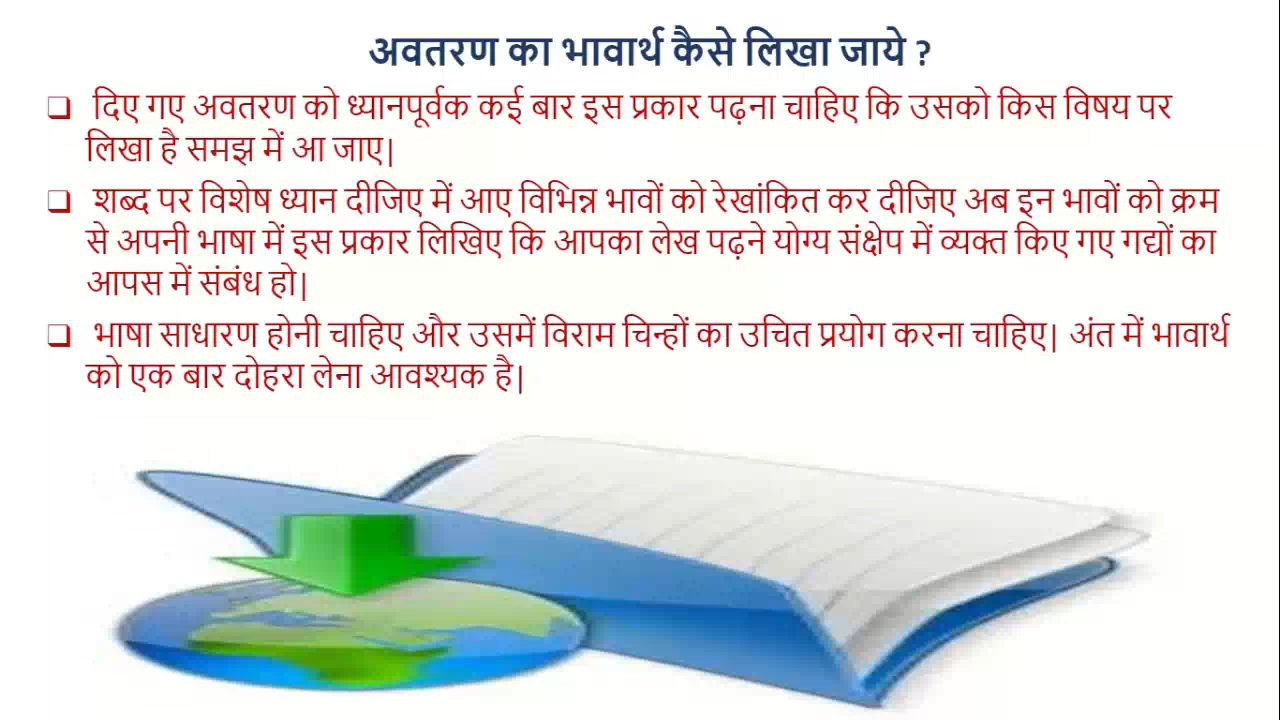 अवतरण का भावार्थ कैसे लिखा जाये ?
दिए गए अवतरण को ध्यानपूर्वक कई बार इस प्रकार पढ़ना चाहिए कि उसको किस विषय पर
लिखा है समझ में आ जाए|
शब्द पर विशेष ध्यान दीजिए में आए विभिन्न भावों को रेखांकित कर दीजिए अब इन भावों को क्रम
से अपनी भाषा में इस प्रकार लिखिए कि आपका लेख पढ़ने योग्य संक्षेप में व्यक्त किए गए गद्यों का
आपस में संबंध हो|
भाषा साधारण होनी चाहिए और उसमें विराम चिन्हों का उचित प्रयोग करना चाहिए| अंत में भावार्थ
को एक बार दोहरा लेना आवश्यक है|